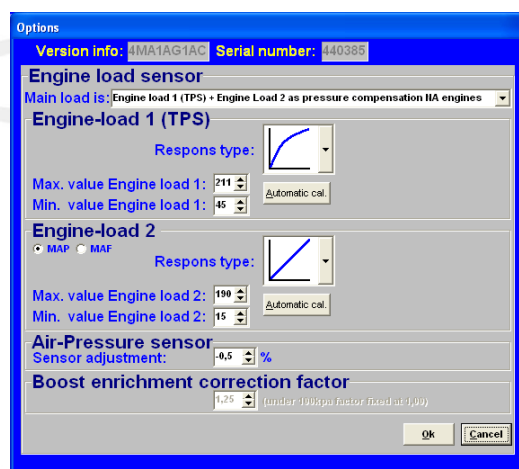 Options
Version info: 4MA1AG1AC Serial number: 440385
Engine load sensor
Main load is: Engine load 1 (TPS) + Engine Load 2 as pressure compensation NA engines
Engine-load 1 (TPS)
Respons type:
Max. value Engine load 1: 211
Automatic cal.
Min. value Engine load 1: 45
Engine-load 2
MAP MAF
Respons type:
Max. value Engine load 2: 190
Automatic cal.
Min. value Engine load 2: 15
Air-Pressure sensor
Sensor adjustment: -0,5 %
Boost enrichment correction factor
1,25 (under 100kpa factor fixed at 1,00)
Ok Cancel